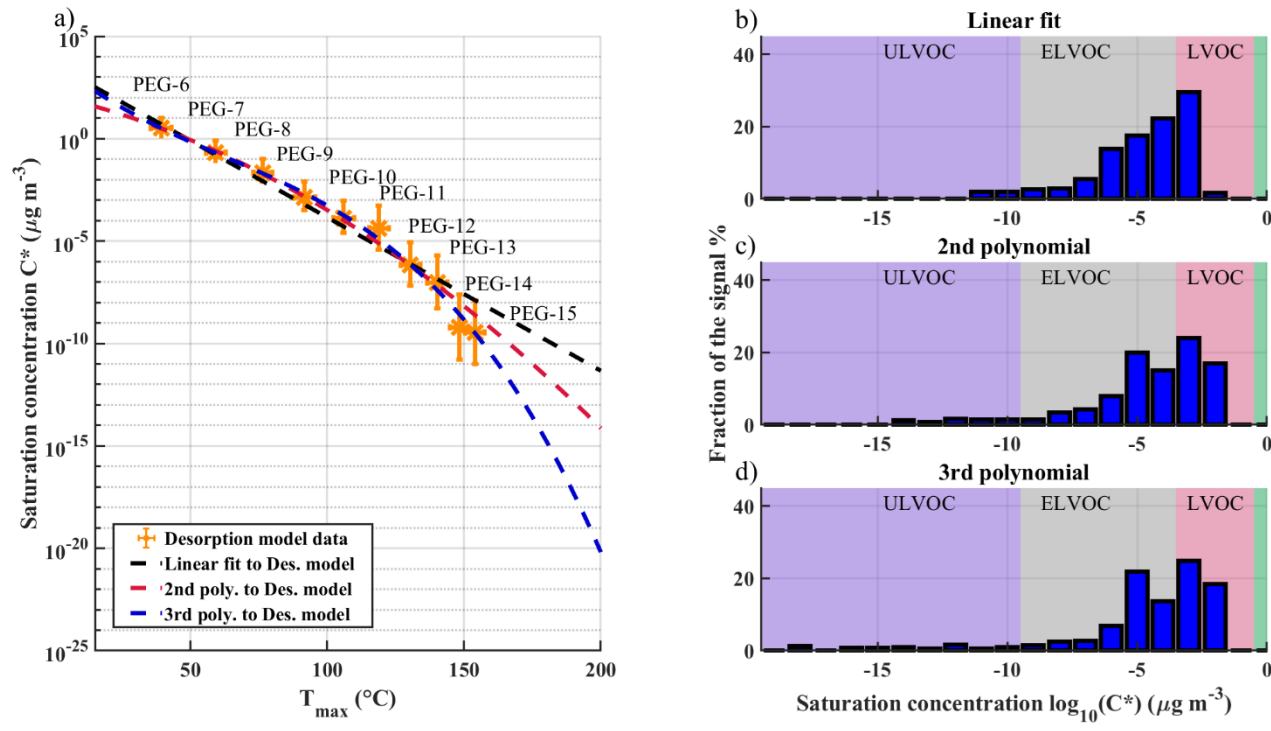 a)
10^5
10^0
10^-5
10^-10
10^-15
10^-20
10^-25
Saturation concentration C* (μg m^-3)
PEG-6
PEG-7
PEG-8
PEG-9
PEG-10
PEG-11
PEG-12
PEG-13
PEG-14
PEG-15
Desorption model data
Linear fit to Des. model
2nd poly. to Des. model
3rd poly. to Des. model
50
100
150
200
T_max (°C)
b)
Linear fit
ULVOC
ELVOC
LVOC
40
20
0
-15
-10
-5
0
c)
2nd polynomial
ULVOC
ELVOC
LVOC
40
20
0
-15
-10
-5
0
Fraction of the signal %
d)
3rd polynomial
ULVOC
ELVOC
LVOC
40
20
0
-15
-10
-5
0
Saturation concentration log_10(C*) (μg m^-3)